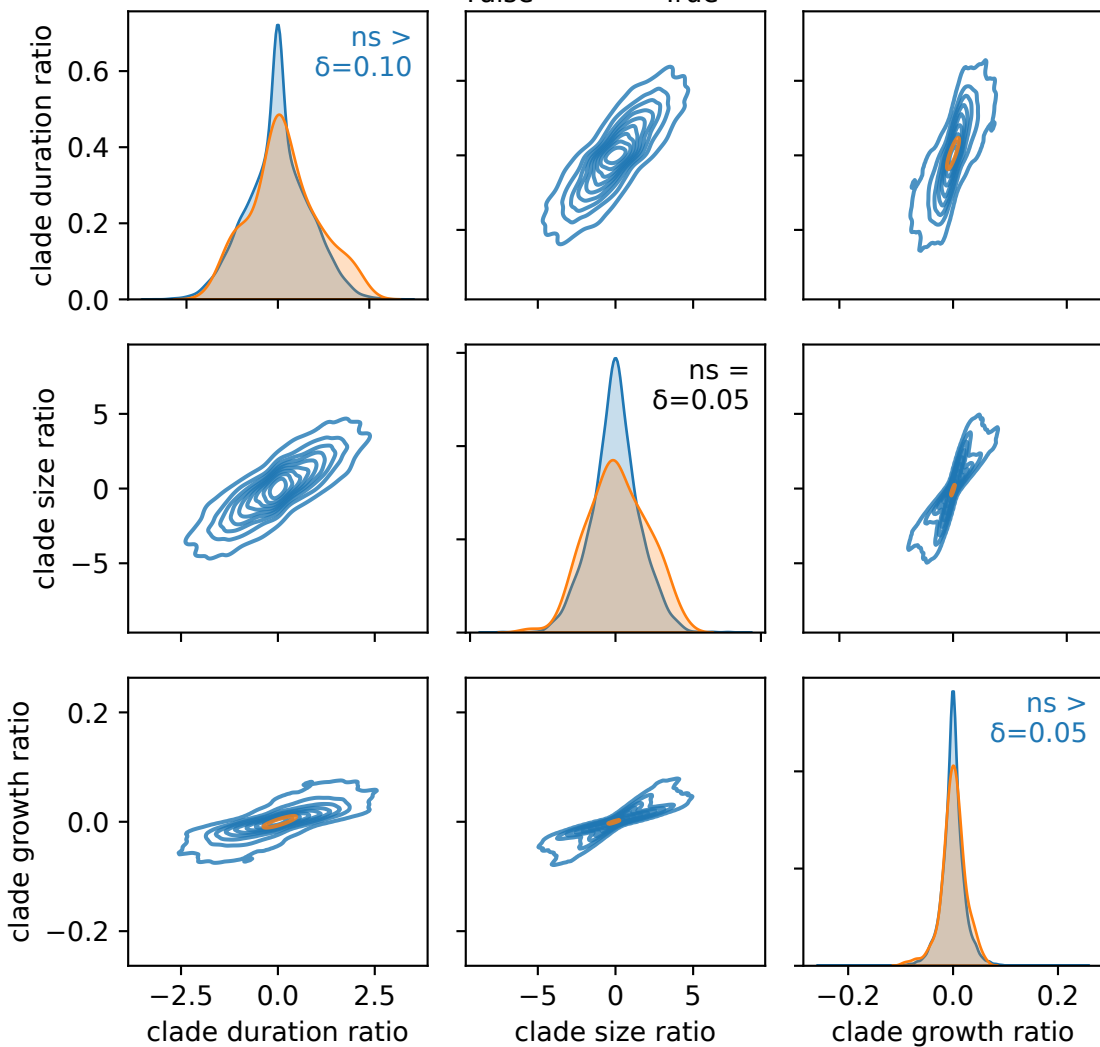 True
ns >
δ=0.10
clade duration ratio
0.6
0.4
0.2
0.0
ns =
δ=0.05
clade size ratio
5
0
−5
ns >
δ=0.05
clade growth ratio
0.2
0.0
−0.2
−2.5 0.0 2.5
−5 0 5
−0.2 0.0 0.2
clade duration ratio
clade size ratio
clade growth ratio